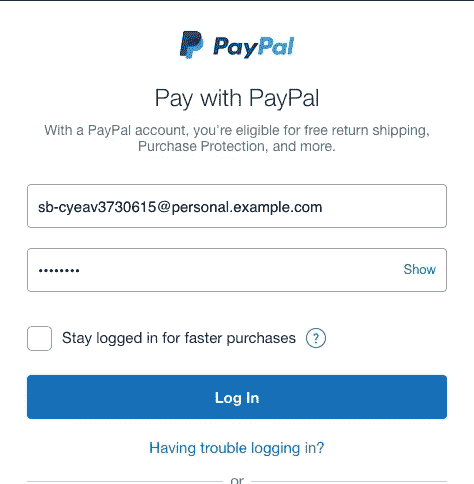 PayPal
Pay with PayPal
With a PayPal account, you're eligible for free return shipping,
Purchase Protection, and more.
sb-cyeav3730615@personal.example.com
•••••••• Show
Stay logged in for faster purchases ?
Log In
Having trouble logging in?
or